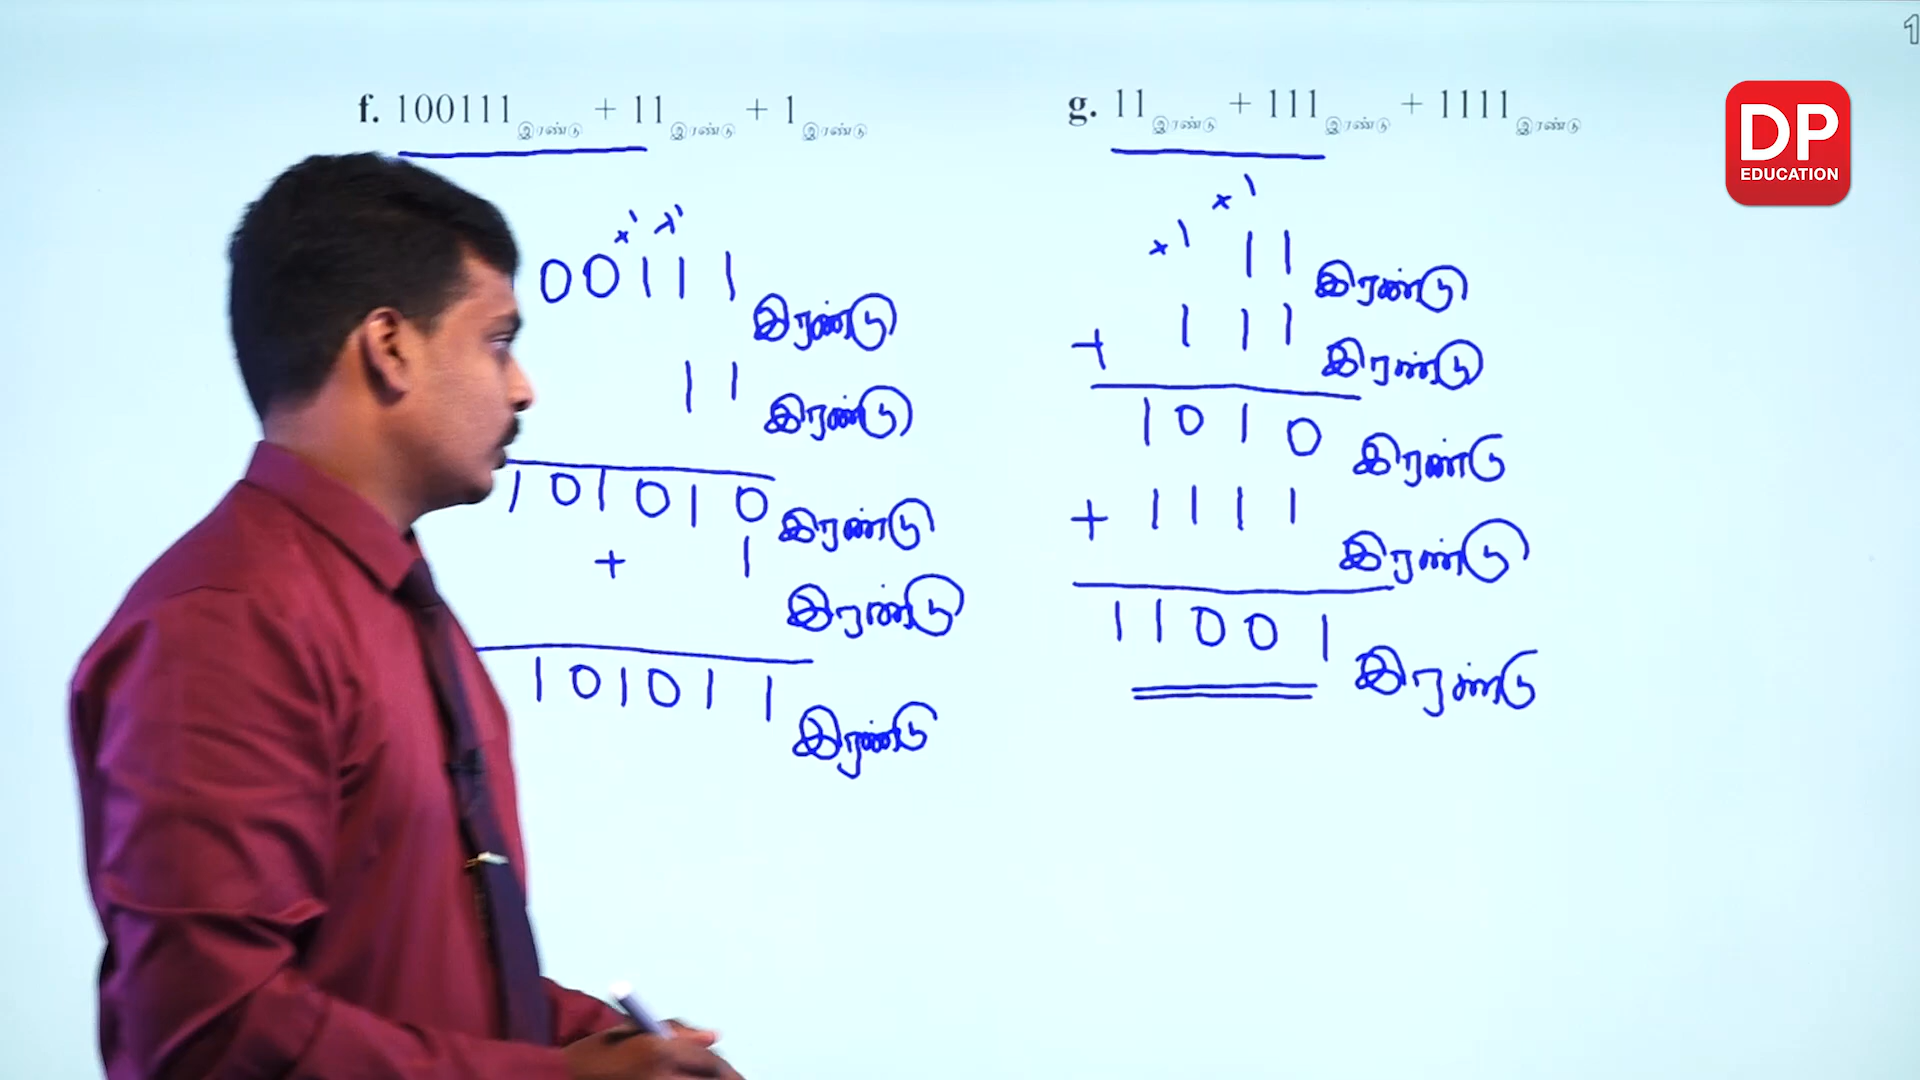 f. 100111இரண்டு + 11இரண்டு + 1இரண்டு
00111 இரண்டு
11 இரண்டு
101010 இரண்டு
+ 1 இரண்டு
101011 இரண்டு
g. 11இரண்டு + 111இரண்டு + 1111இரண்டு
1
1
11 இரண்டு
+ 111 இரண்டு
1010 இரண்டு
+ 1111 இரண்டு
11001 இரண்டு
1
DP
EDUCATION